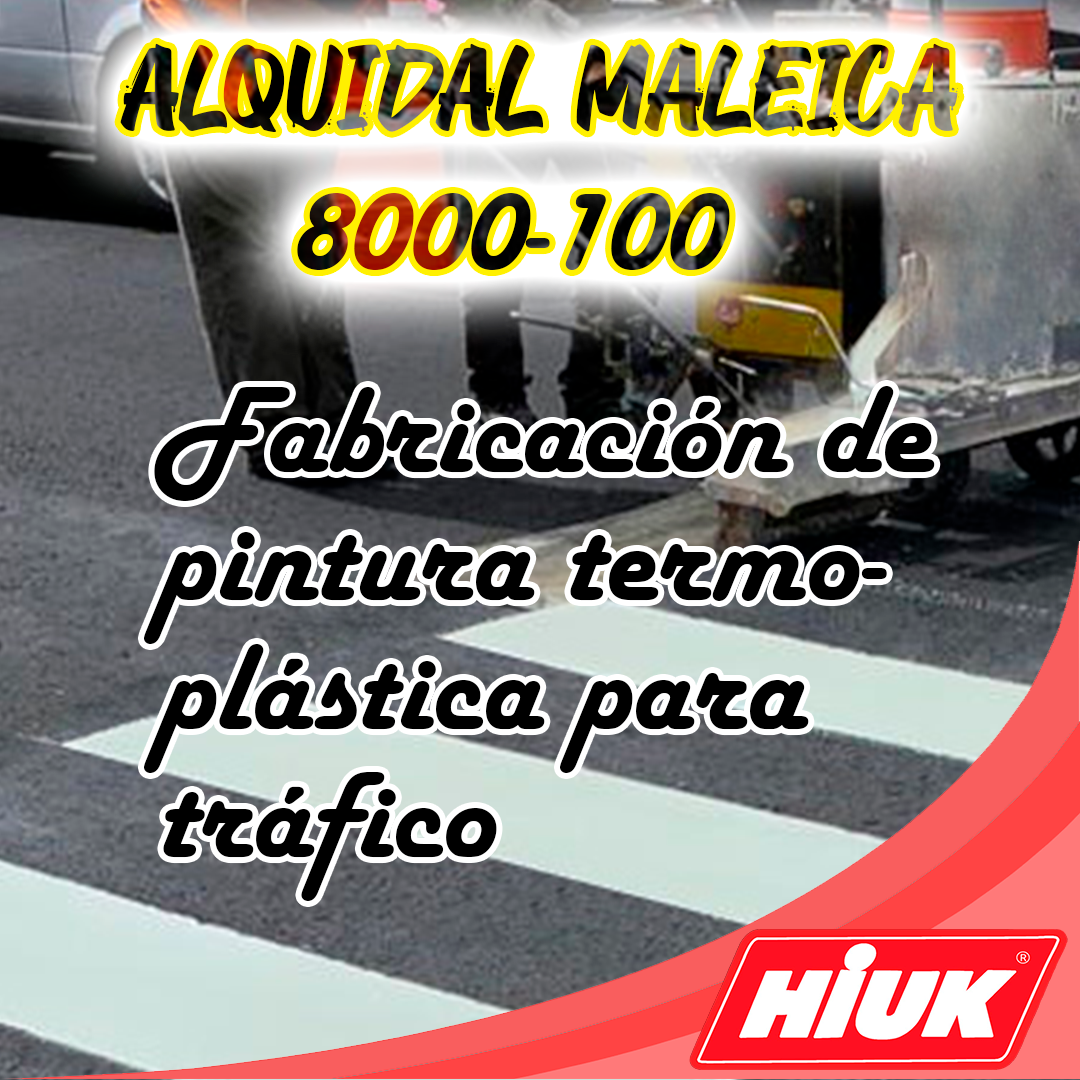 ALQUIDAL MALEICA
8000-100
Fabricación de
pintura termo-
plástica para
tráfico
HiUK®